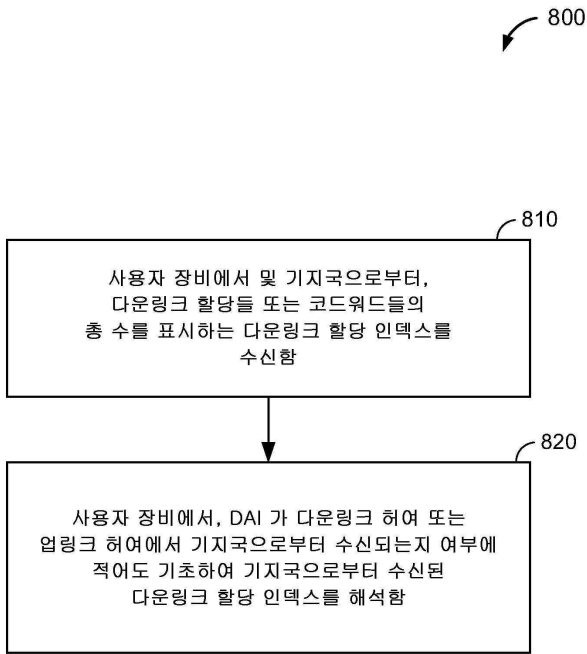 800
810
사용자 장비에서 및 기지국으로부터,
다운링크 할당들 또는 코드워드들의
총 수를 표시하는 다운링크 할당 인덱스를
수신함
820
사용자 장비에서, DAI 가 다운링크 허여 또는
업링크 허여에서 기지국으로부터 수신되는지 여부에
적어도 기초하여 기지국으로부터 수신된
다운링크 할당 인덱스를 해석함